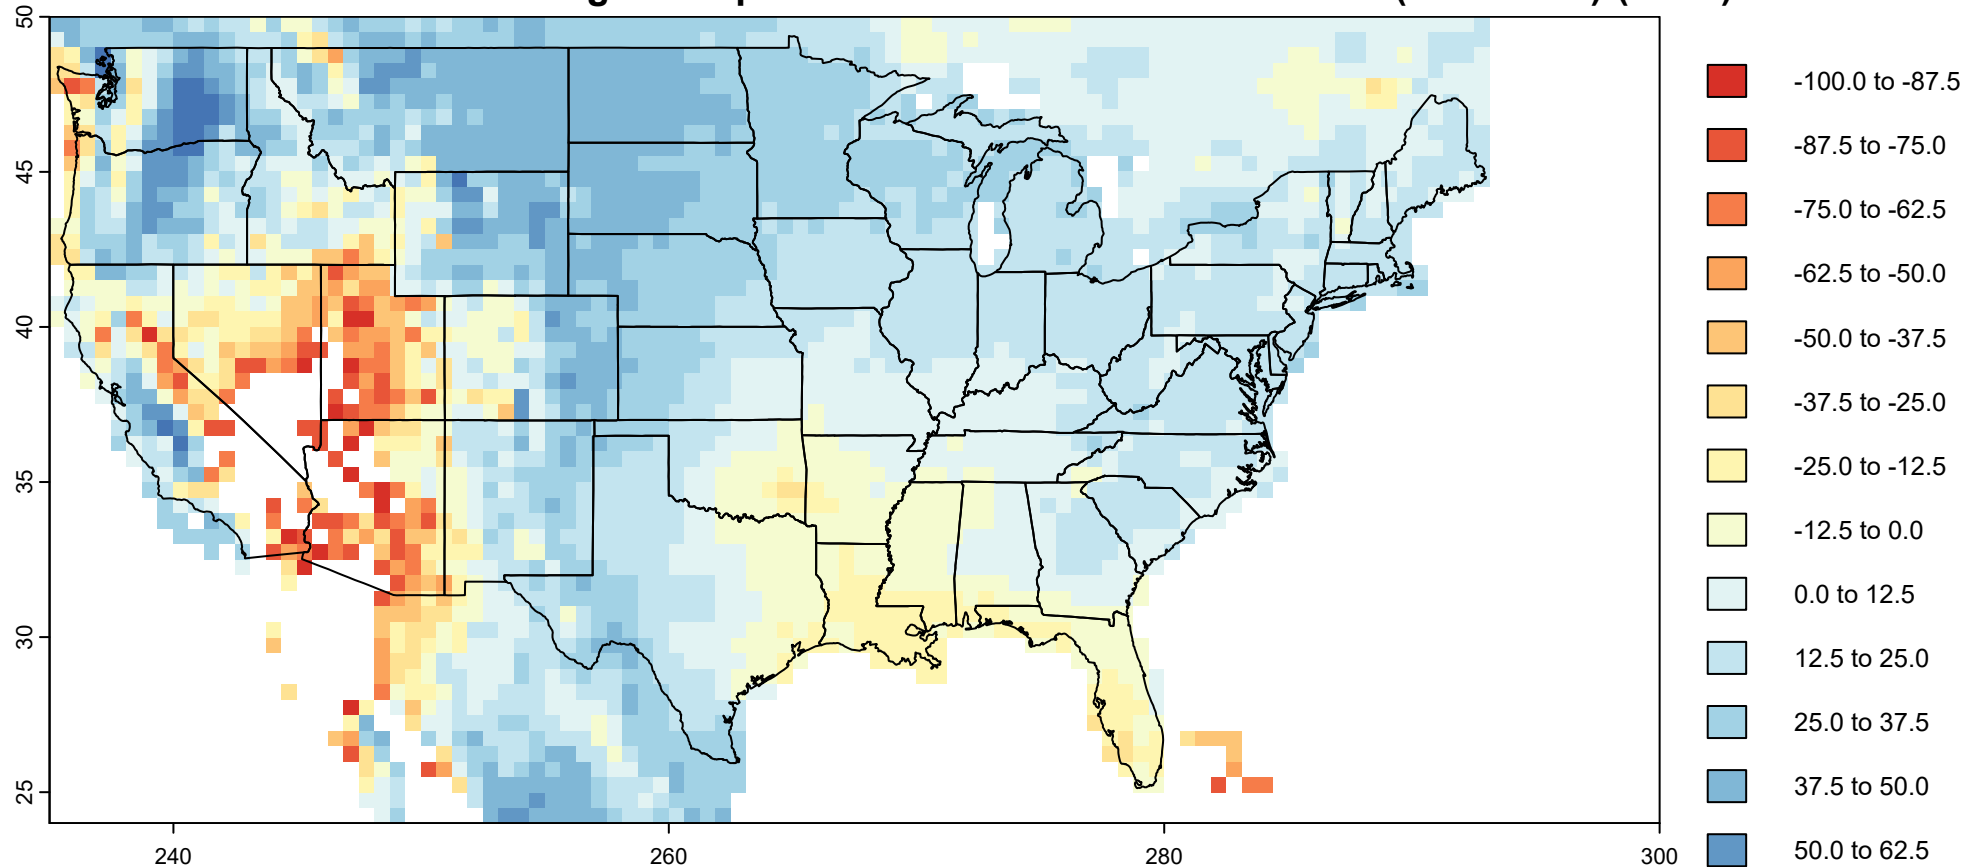 50
45
40
35
30
25
240
260
280
300
-100.0 to -87.5
-87.5 to -75.0
-75.0 to -62.5
-62.5 to -50.0
-50.0 to -37.5
-37.5 to -25.0
-25.0 to -12.5
-12.5 to 0.0
0.0 to 12.5
12.5 to 25.0
25.0 to 37.5
37.5 to 50.0
50.0 to 62.5